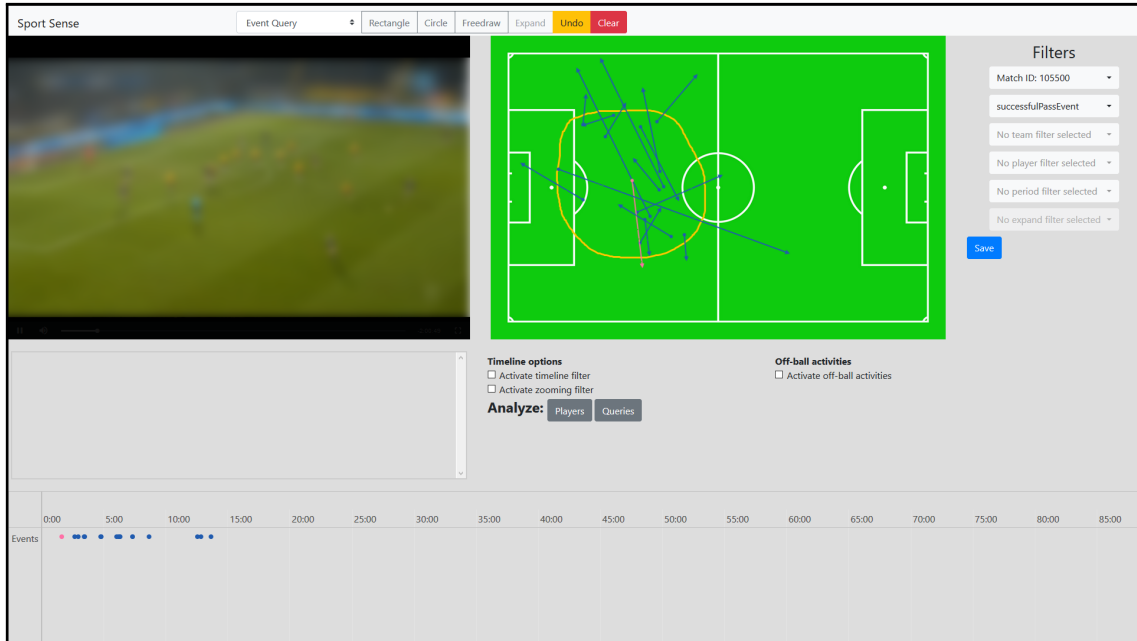 Sport Sense
Event Query
Rectangle
Circle
Freedraw
Expand
Undo
Clear
Filters
Match ID: 105500
successfulPassEvent
No team filter selected
No player filter selected
No period filter selected
No expand filter selected
Save
Timeline options
Activate timeline filter
Activate zooming filter
Analyze: Players Queries
Off-ball activities
Activate off-ball activities
0:00 5:00 10:00 15:00 20:00 25:00 30:00 35:00 40:00 45:00 50:00 55:00 60:00 65:00 70:00 75:00 80:00 85:00
Events